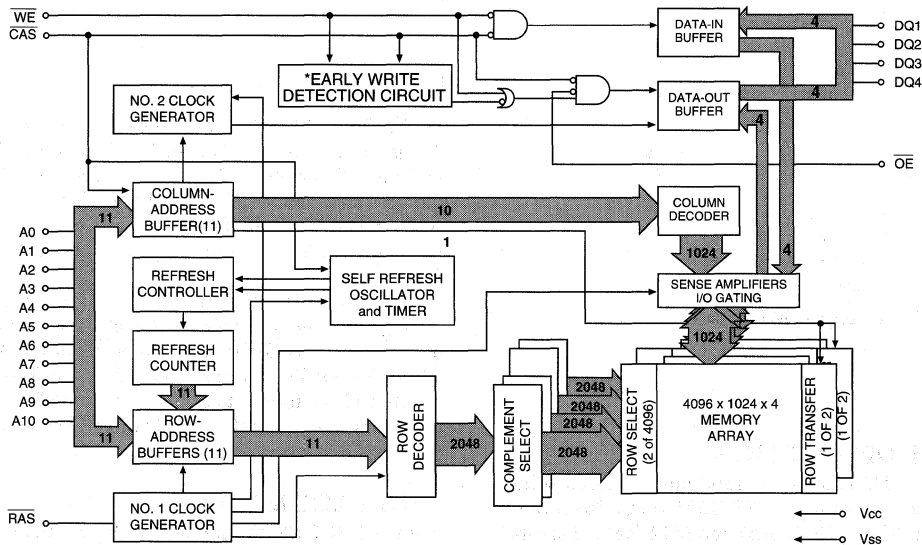 WE
CAS
*EARLY WRITE
DETECTION CIRCUIT
NO. 2 CLOCK
GENERATOR
DATA-IN
BUFFER
DATA-OUT
BUFFER
4
4
4
4
DQ1
DQ2
DQ3
DQ4
OE
COLUMN-
ADDRESS
BUFFER(11)
11
10
1
COLUMN
DECODER
1024
SENSE AMPLIFIERS
I/O GATING
1024
A0
A1
A2
A3
A4
A5
A6
A7
A8
A9
A10
REFRESH
CONTROLLER
SELF REFRESH
OSCILLATOR
and TIMER
REFRESH
COUNTER
11
ROW-
ADDRESS
BUFFERS (11)
11
11
ROW
DECODER
2048
COMPLEMENT
SELECT
2048
2048
2048
2048
ROW SELECT
(2 of 4096)
4096 x 1024 x 4
MEMORY
ARRAY
ROW TRANSFER
(1 OF 2)
(1 OF 2)
NO. 1 CLOCK
GENERATOR
RAS
Vcc
Vss